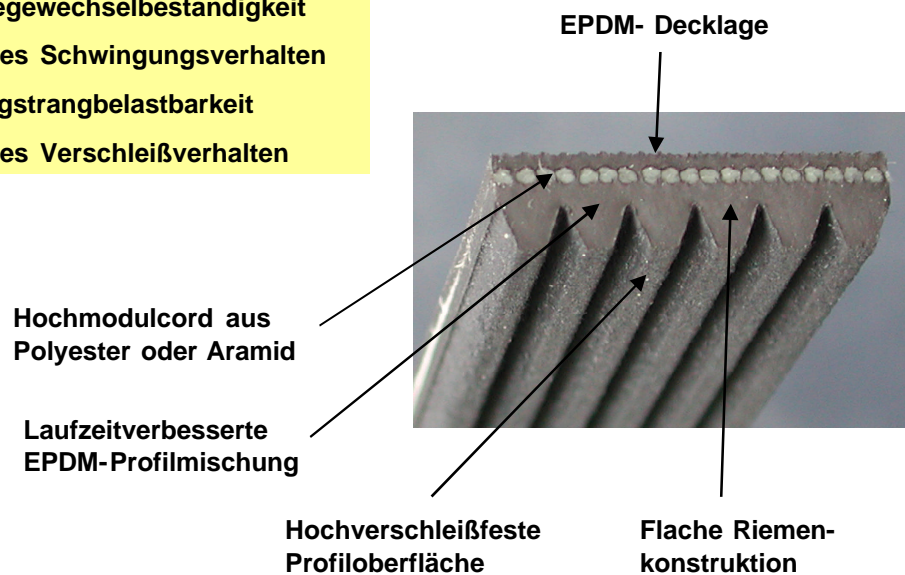 egewechselbeständigkeit
es Schwingungsverhalten
gstrangbelastbarkeit
es Verschleißverhalten
EPDM- Decklage
Hochmodulcord aus
Polyester oder Aramid
Laufzeitverbesserte
EPDM-Profilmischung
Hochverschleißfeste
Profiloberfläche
Flache Riemen-
konstruktion